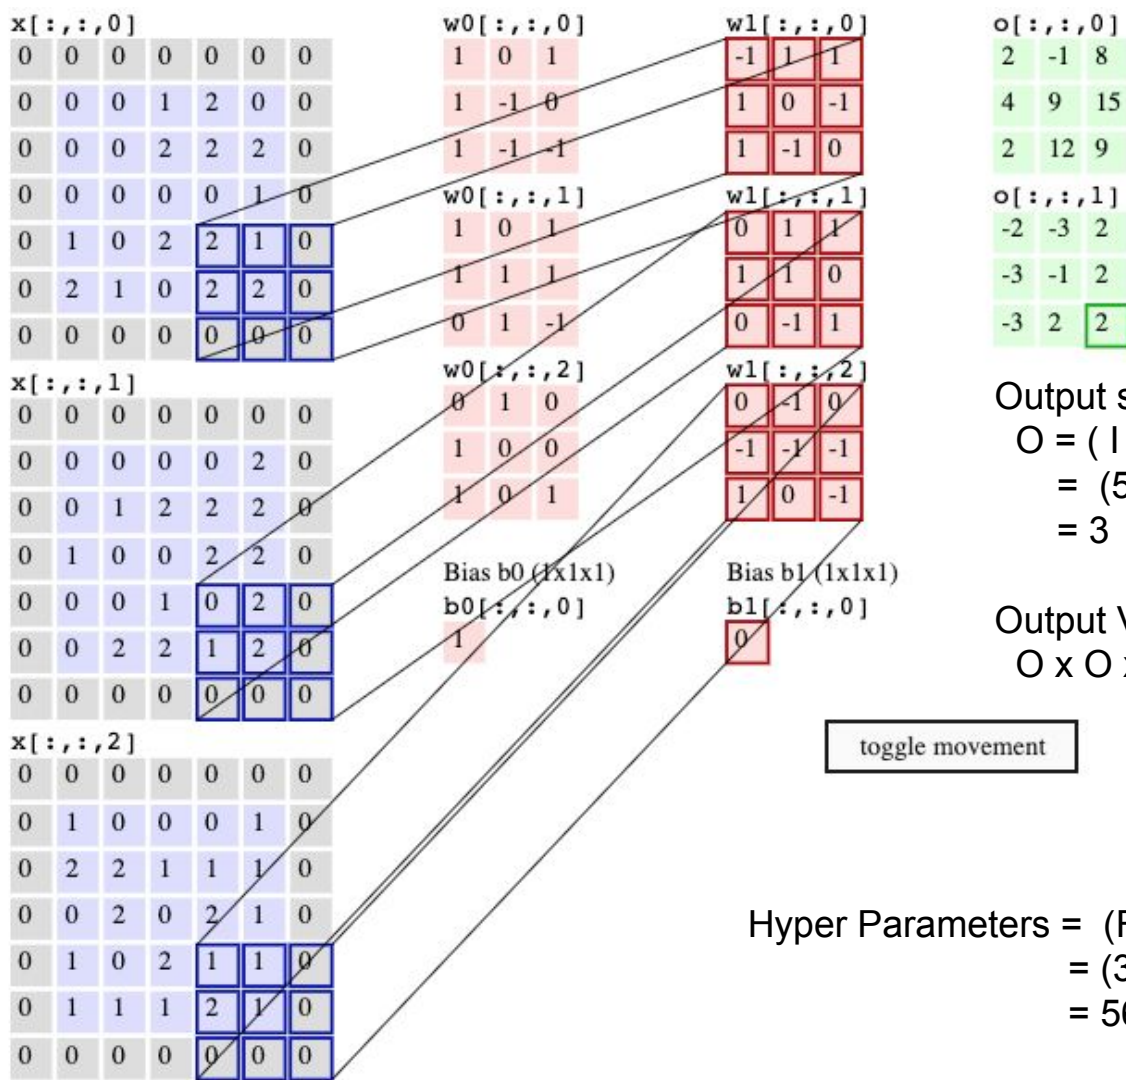 x[:,:,0]
0 0 0 0 0 0 0
0 0 0 1 2 0 0
0 0 0 2 2 2 0
0 0 0 0 0 1 0
0 1 0 2 2 1 0
0 2 1 0 2 2 0
0 0 0 0 0 0 0
x[:,:,1]
0 0 0 0 0 0 0
0 0 0 0 0 2 0
0 0 1 2 2 2 0
0 1 0 0 2 2 0
0 0 0 1 0 2 0
0 0 2 2 1 2 0
0 0 0 0 0 0 0
x[:,:,2]
0 0 0 0 0 0 0
0 1 0 0 0 1 0
0 2 2 1 1 1 0
0 0 2 0 2 1 0
0 1 0 2 1 1 0
0 1 1 1 2 1 0
0 0 0 0 0 0 0
w0[:,:,0]
1 0 1
1 -1 0
1 -1 -1
w0[:,:,1]
1 0 1
1 1 1
0 1 -1
w0[:,:,2]
0 1 0
1 0 0
1 0 1
Bias b0 (1x1x1)
b0[:,:,0]
1
w1[:,:,0]
-1 1 1
1 0 -1
1 -1 0
w1[:,:,1]
0 1 1
1 1 0
0 -1 1
w1[:,:,2]
0 -1 0
-1 -1 -1
1 0 -1
Bias b1 (1x1x1)
b1[:,:,0]
0
o[:,:,0]
2 -1 8
4 9 15
2 12 9
o[:,:,1]
-2 -3 2
-3 -1 2
-3 2 2
Output s
O = ( I
= (5
= 3
Output V
O x O x
toggle movement
Hyper Parameters = (F
= (3
= 56